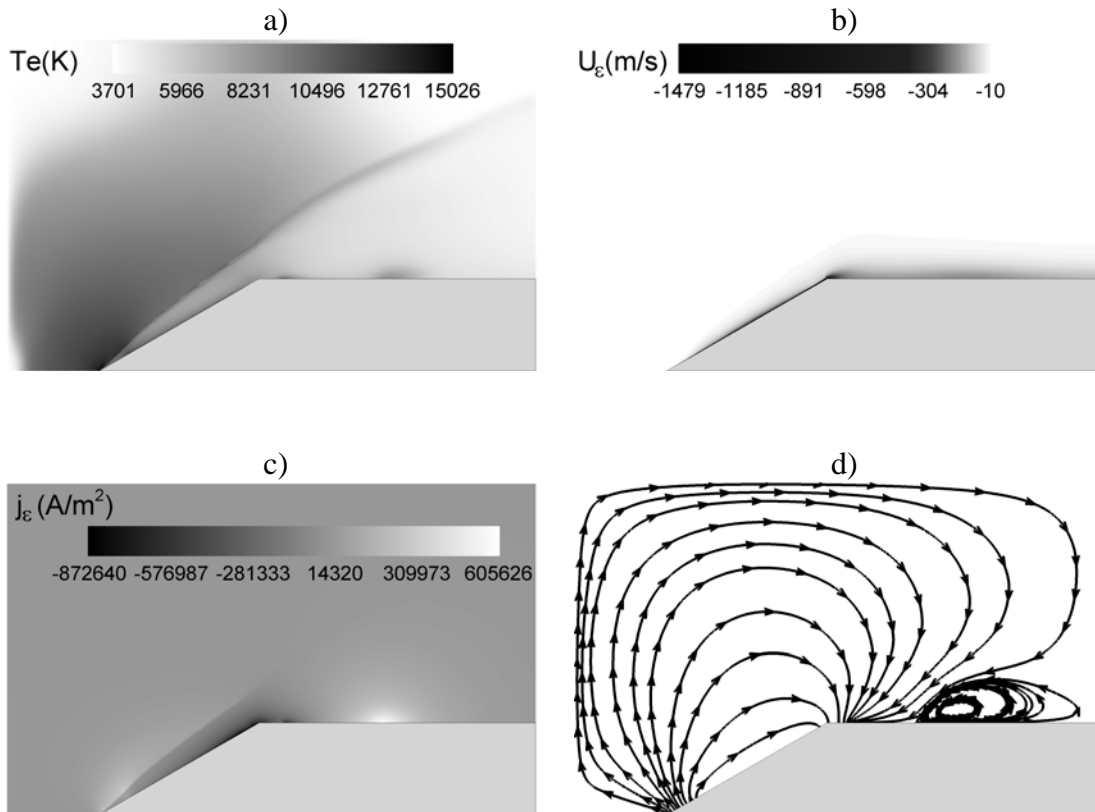 a)
Te(K)
3701 5966 8231 10496 12761 15026
b)
Uε(m/s)
-1479 -1185 -891 -598 -304 -10
c)
jε (A/m²)
-872640 -576987 -281333 14320 309973 605626
d)